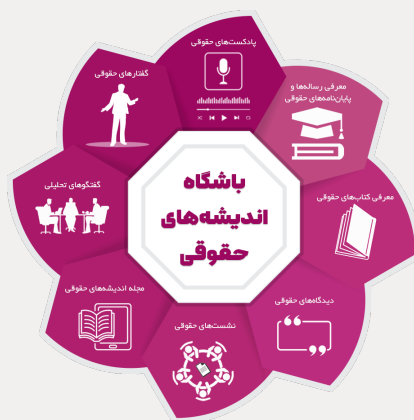 پادکست‌های حقوقی
معرفی رساله‌ها و
پایان‌نامه‌های حقوقی
گفتارهای حقوقی
باشگاه
اندیشه‌های
حقوقی
معرفی کتاب‌های حقوقی
گفتگوهای تحلیلی
دیدگاه‌های حقوقی
مجله اندیشه‌های حقوقی
نشست‌های حقوقی